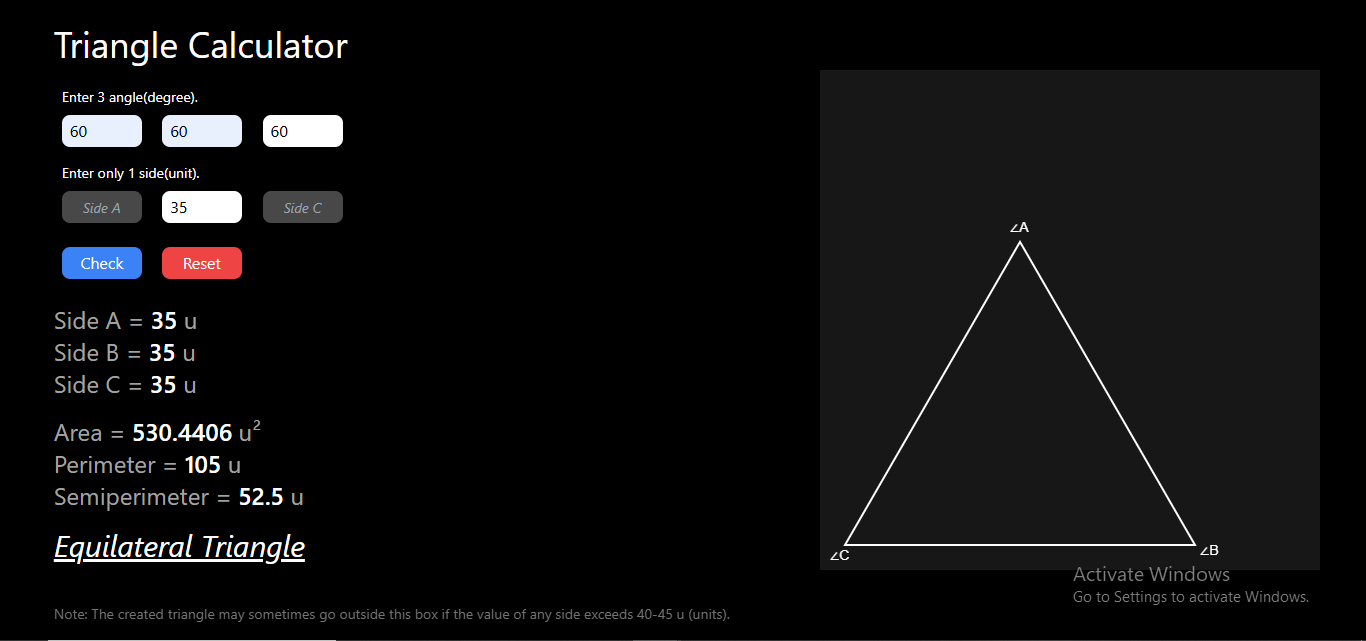 Triangle Calculator
Enter 3 angle(degree).
60 60 60
Enter only 1 side(unit).
Side A 35 Side C
Check Reset
Side A = 35 u
Side B = 35 u
Side C = 35 u
Area = 530.4406 u²
Perimeter = 105 u
Semiperimeter = 52.5 u
Equilateral Triangle
Note: The created triangle may sometimes go outside this box if the value of any side exceeds 40-45 u (units).
∠A
∠C
∠B
Activate Windows
Go to Settings to activate Windows.